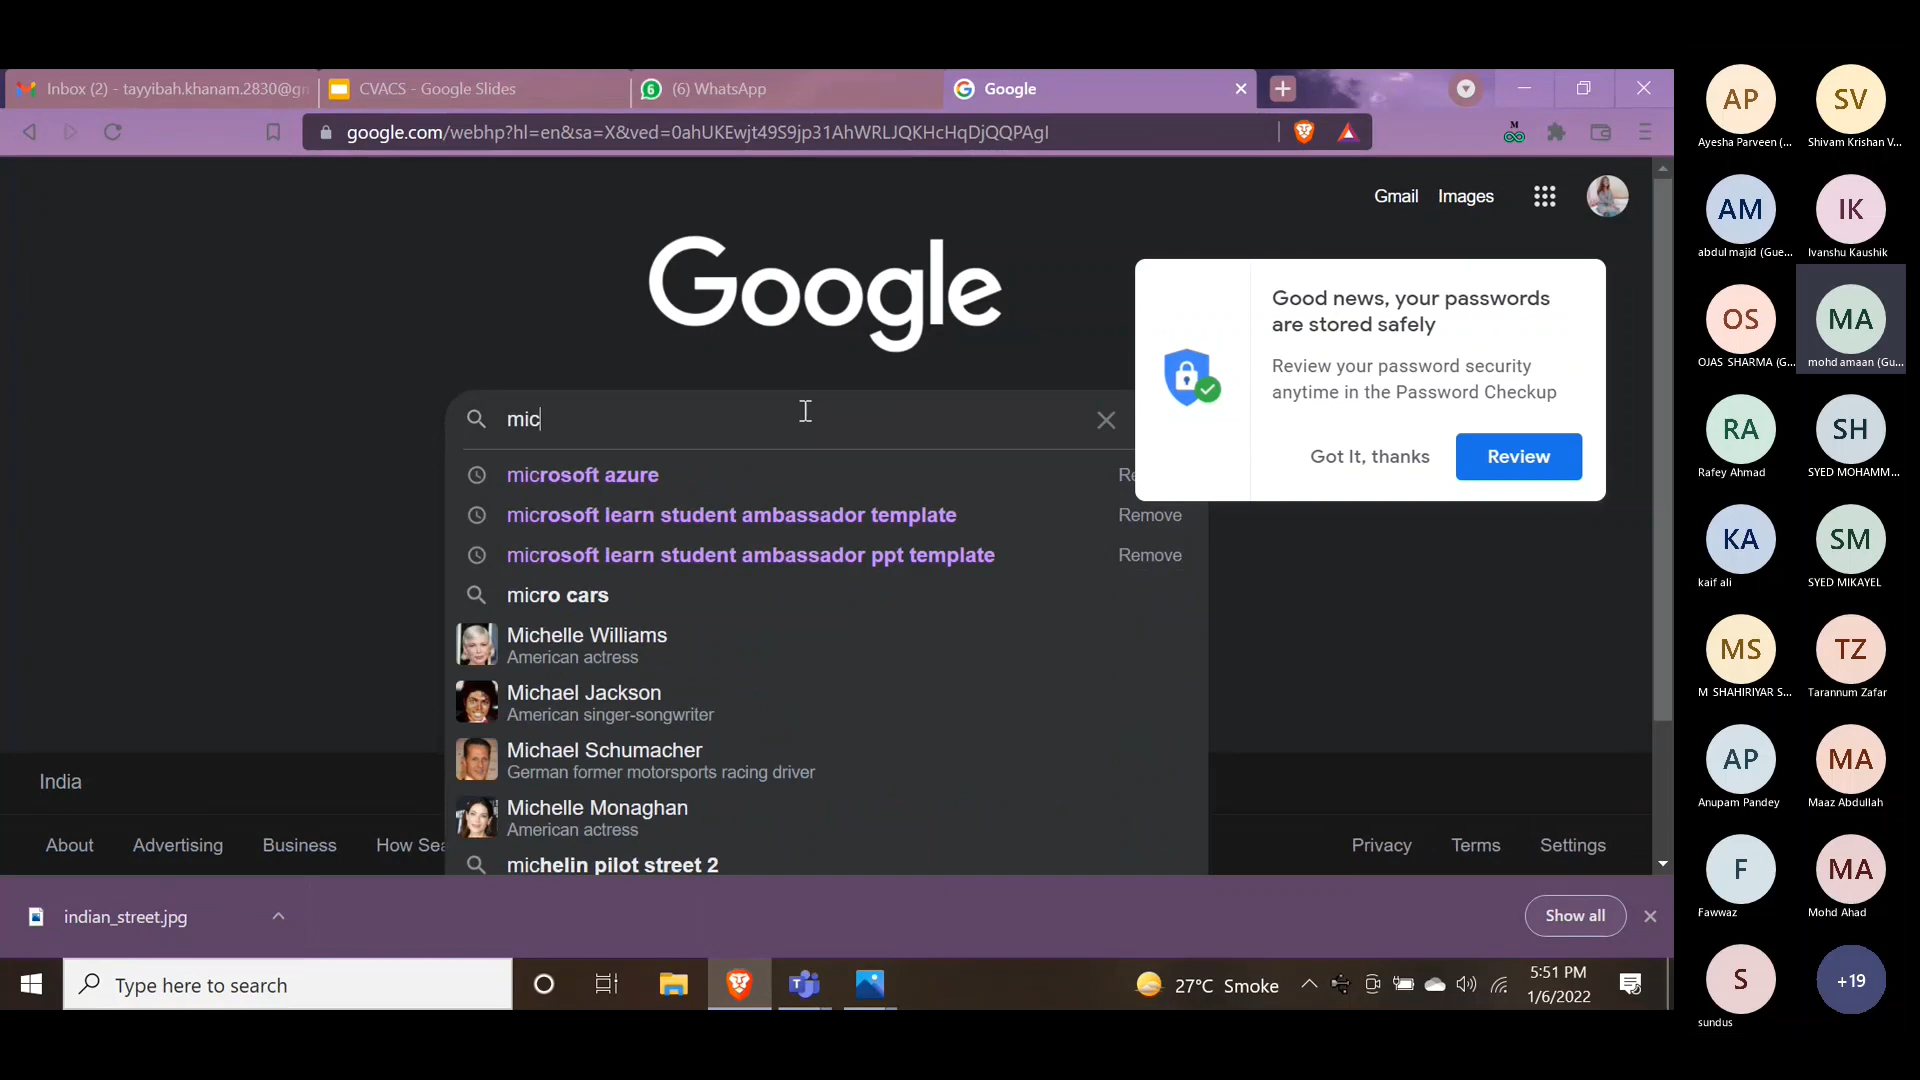 Inbox (2) - tayyibah.khanam.2830@gm
CVACS - Google Slides
6
(6) WhatsApp
Google
google.com/webhp?hl=en&sa=X&ved=0ahUKEwjt49S9jp31AhWRLJQKHcHqDjQQPAgI
M
Gmail
Images
Google
Good news, your passwords
are stored safely
Review your password security
anytime in the Password Checkup
Got It, thanks
Review
mic
microsoft azure
Re
microsoft learn student ambassador template
Remove
microsoft learn student ambassador ppt template
Remove
micro cars
Michelle Williams
American actress
Michael Jackson
American singer-songwriter
Michael Schumacher
German former motorsports racing driver
Michelle Monaghan
American actress
michelin pilot street 2
India
About
Advertising
Business
How Sea
Privacy
Terms
Settings
indian_street.jpg
Show all
Type here to search
27°C Smoke
5:51 PM
1/6/2022
AP
Ayesha Parveen (...
SV
Shivam Krishan V...
AM
abdul majid (Gue...
IK
Ivanshu Kaushik
OS
OJAS SHARMA (G...
MA
mohd amaan (Gu...
RA
Rafey Ahmad
SH
SYED MOHAMM...
KA
kaif ali
SM
SYED MIKAYEL
MS
M SHAHIRIYAR S...
TZ
Tarannum Zafar
AP
Anupam Pandey
MA
Maaz Abdullah
F
Fawwaz
MA
Mohd Ahad
S
sundus
+19